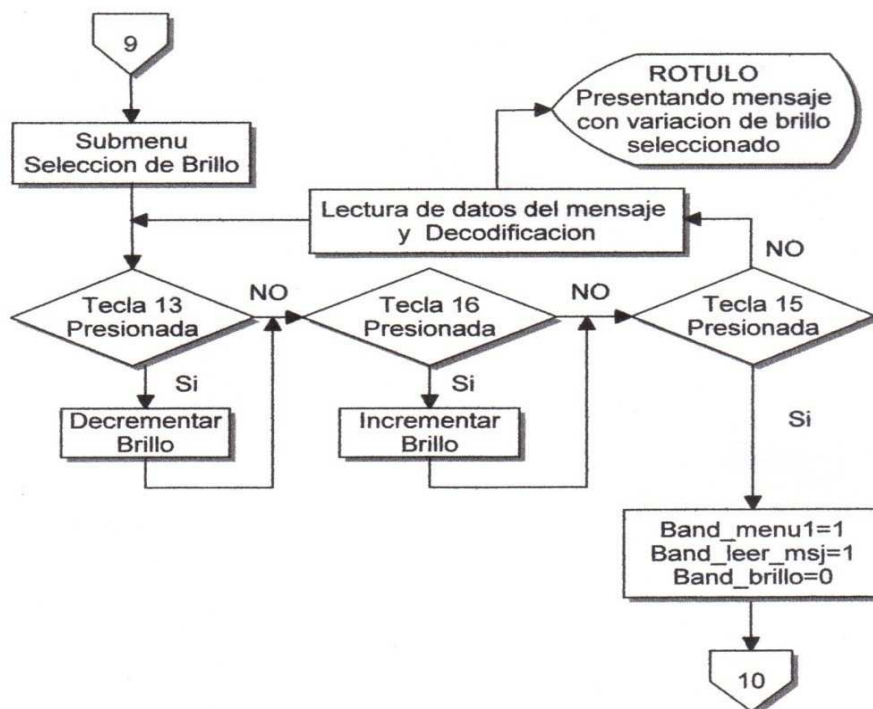 9
ROTULO
Presentando mensaje
con variacion de brillo
seleccionado
Submenu
Seleccion de Brillo
Lectura de datos del mensaje
y Decodificacion
NO
Tecla 13
Presionada
NO
Tecla 16
Presionada
NO
Tecla 15
Presionada
Si
Decrementar
Brillo
Si
Incrementar
Brillo
Si
Band_menu1=1
Band_leer_msj=1
Band_brillo=0
10